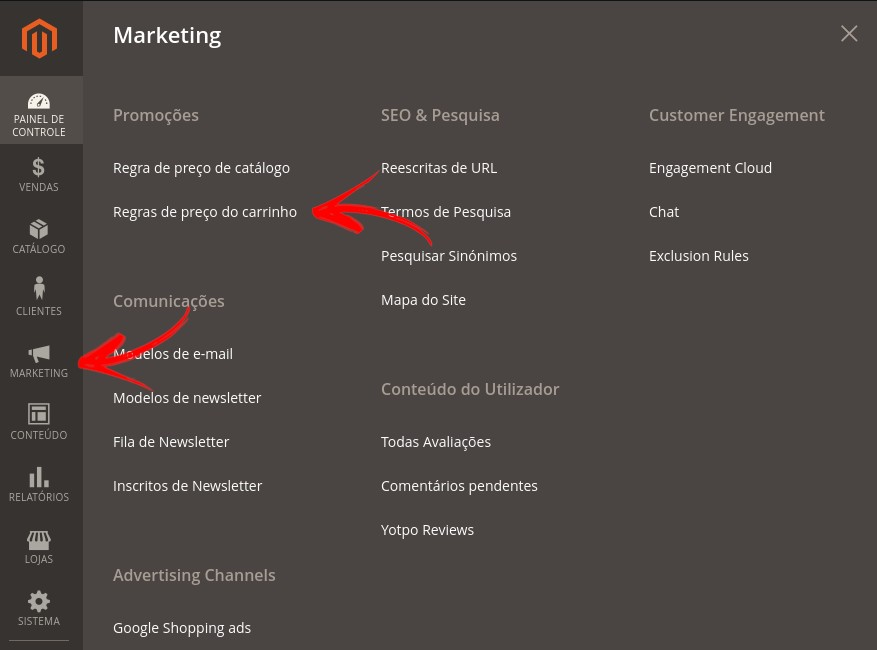 Marketing
PAINEL DE
CONTROLE
VENDAS
CATÁLOGO
CLIENTES
MARKETING
CONTEÚDO
RELATÓRIOS
LOJAS
SISTEMA
Promoções
Regra de preço de catálogo
Regras de preço do carrinho
Comunicações
Modelos de e-mail
Modelos de newsletter
Fila de Newsletter
Inscritos de Newsletter
Advertising Channels
Google Shopping ads
SEO & Pesquisa
Reescritas de URL
Termos de Pesquisa
Pesquisar Sinónimos
Mapa do Site
Conteúdo do Utilizador
Todas Avaliações
Comentários pendentes
Yotpo Reviews
Customer Engagement
Engagement Cloud
Chat
Exclusion Rules